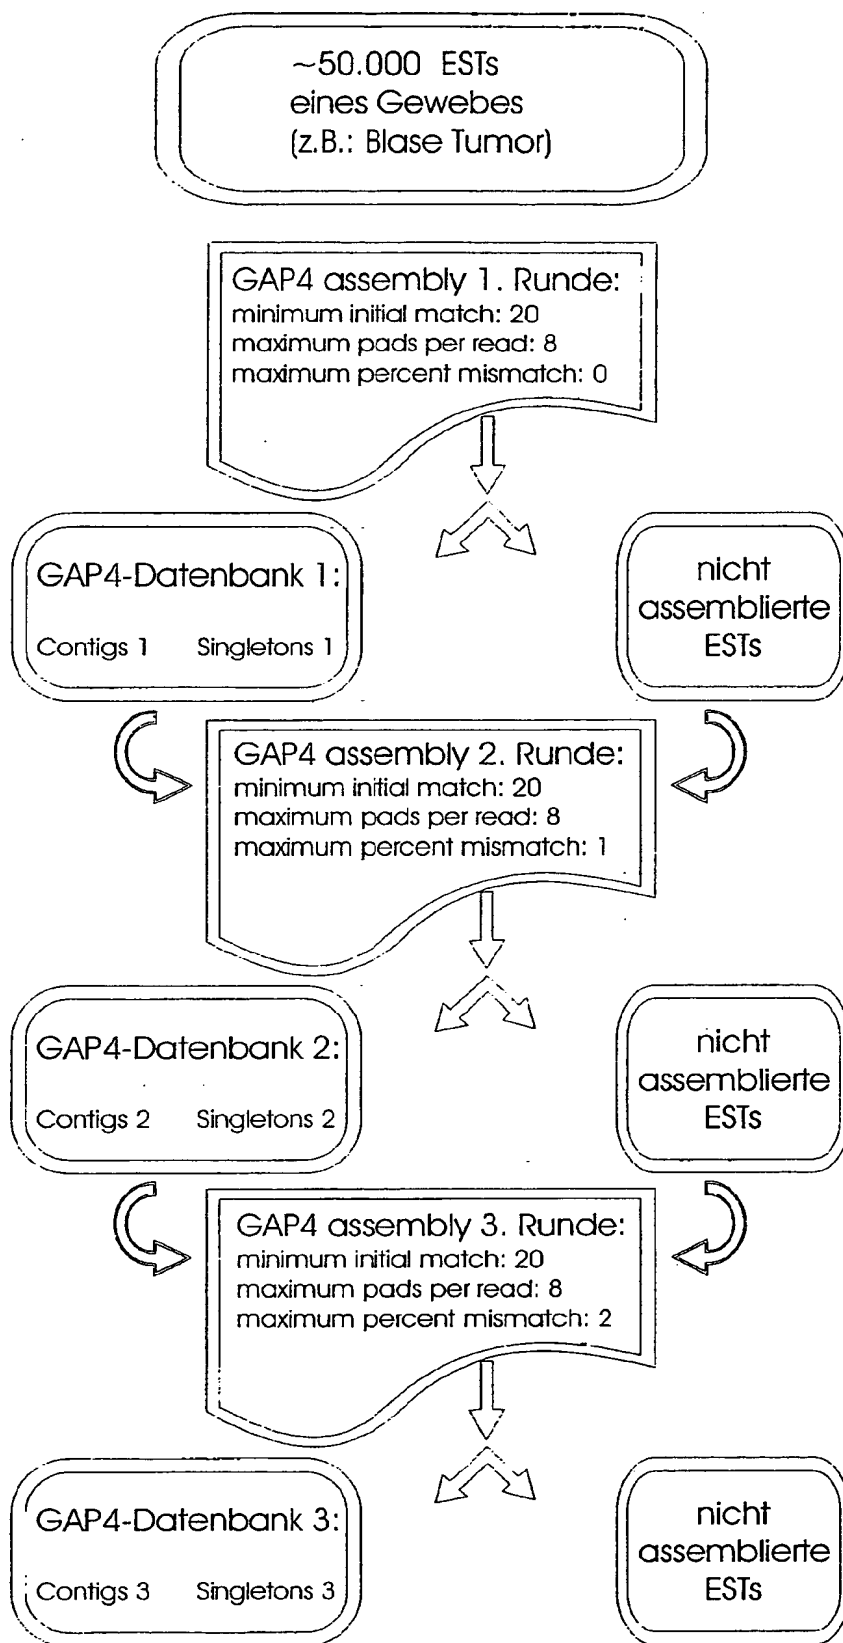 ~50.000 ESTs
eines Gewebes
(z.B.: Blase Tumor)
GAP4 assembly 1. Runde:
minimum initial match: 20
maximum pads per read: 8
maximum percent mismatch: 0
GAP4-Datenbank 1:
Contigs 1 Singletons 1
nicht
assemblierte
ESTs
GAP4 assembly 2. Runde:
minimum initial match: 20
maximum pads per read: 8
maximum percent mismatch: 1
GAP4-Datenbank 2:
Contigs 2 Singletons 2
nicht
assemblierte
ESTs
GAP4 assembly 3. Runde:
minimum initial match: 20
maximum pads per read: 8
maximum percent mismatch: 2
GAP4-Datenbank 3:
Contigs 3 Singletons 3
nicht
assemblierte
ESTs